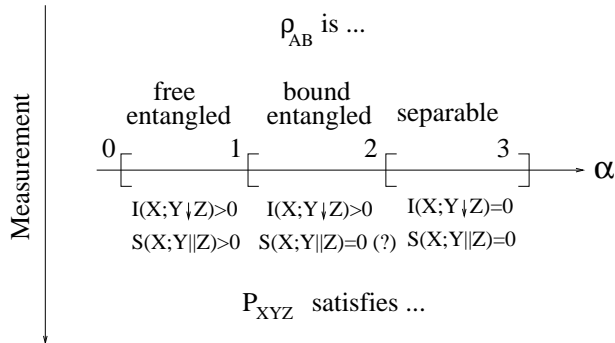 ρ_AB is ...
free entangled
bound entangled
separable
0 1 2 3
α
I(X;Y↓Z)>0 I(X;Y↓Z)>0 I(X;Y↓Z)=0
S(X;Y||Z)>0 S(X;Y||Z)=0 (?) S(X;Y||Z)=0
P_XYZ satisfies ...
Measurement